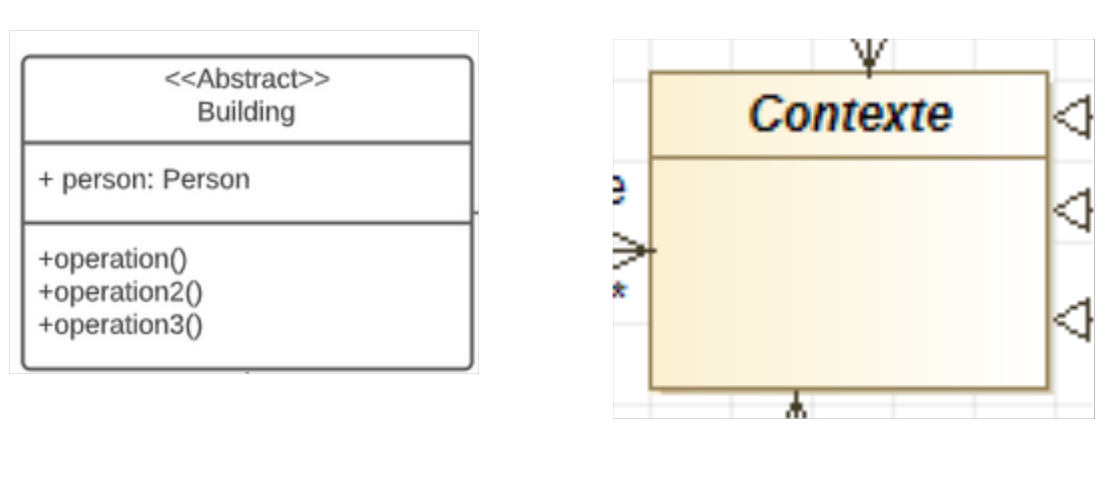 <<Abstract>>
Building
+ person: Person
+operation()
+operation2()
+operation3()
Contexte
e
*